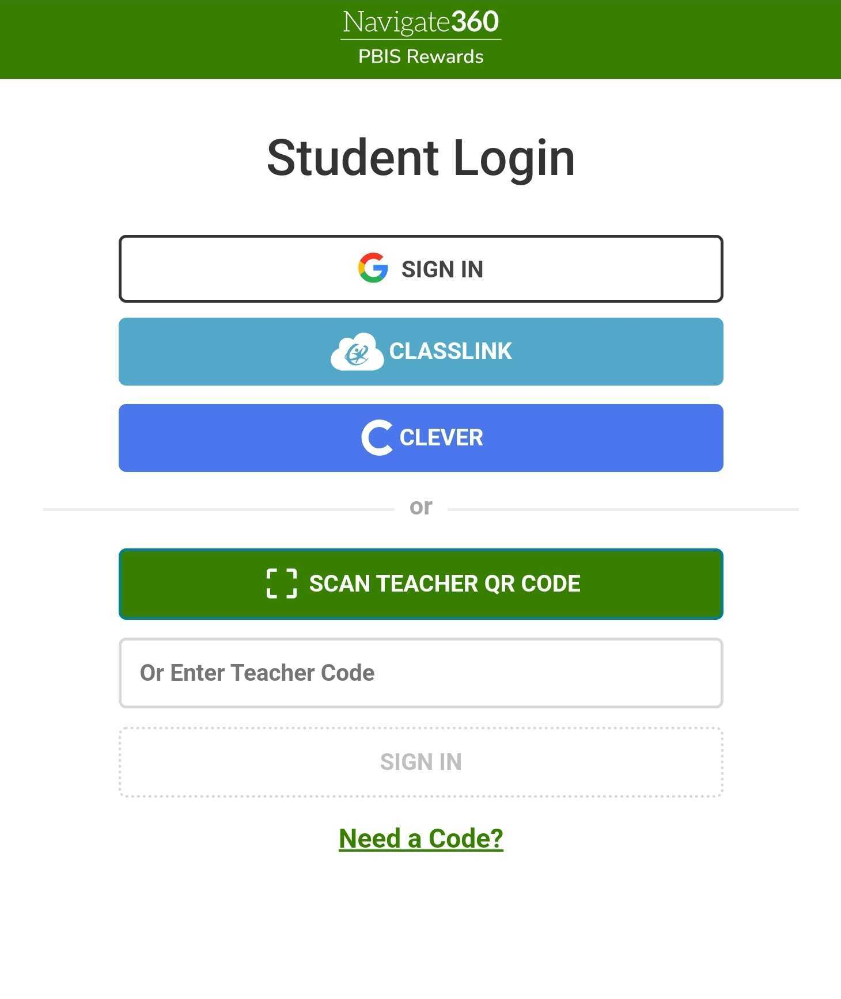 Navigate360
PBIS Rewards
Student Login
SIGN IN
CLASSLINK
CLEVER
or
SCAN TEACHER QR CODE
Or Enter Teacher Code
SIGN IN
Need a Code?